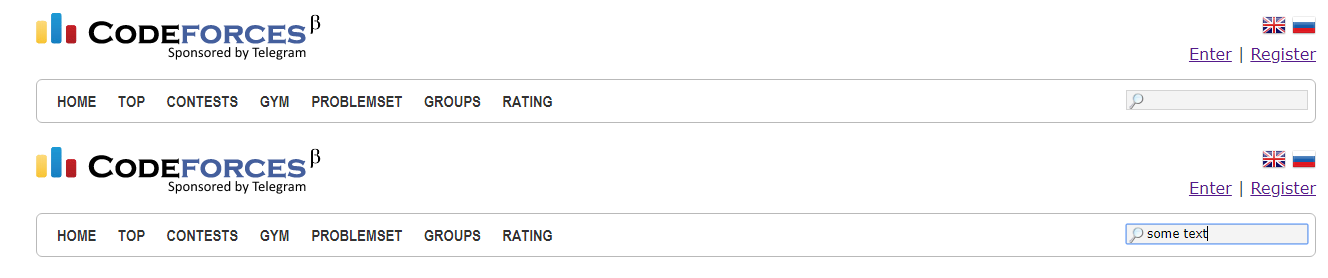 CODEFORCES β
Sponsored by Telegram
Enter | Register
HOME TOP CONTESTS GYM PROBLEMSET GROUPS RATING
CODEFORCES β
Sponsored by Telegram
Enter | Register
HOME TOP CONTESTS GYM PROBLEMSET GROUPS RATING some text